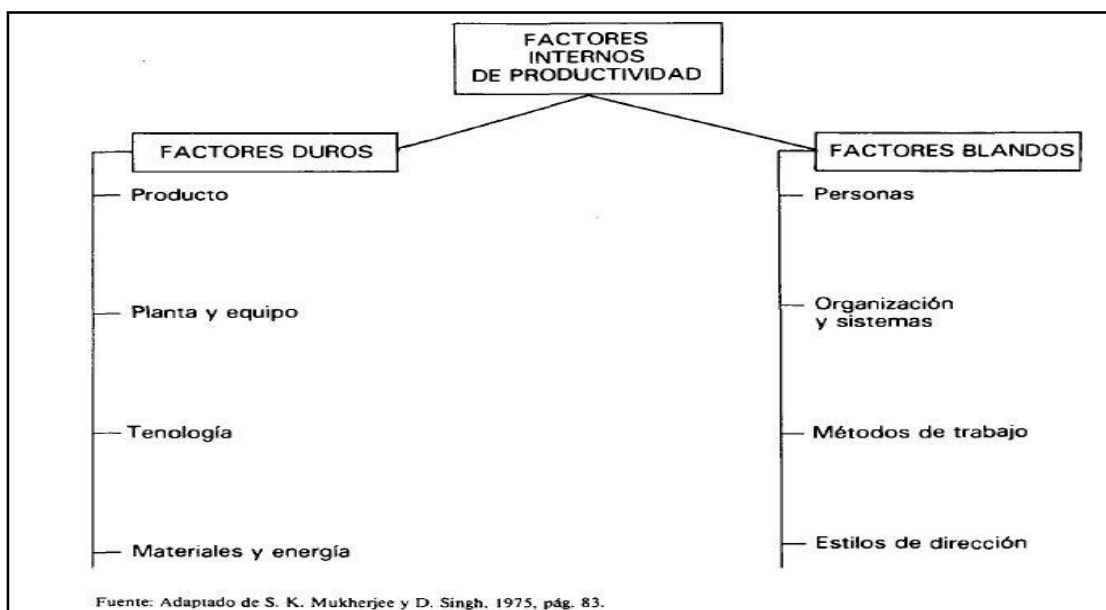 FACTORES
INTERNOS
DE PRODUCTIVIDAD
FACTORES DUROS
Producto
Planta y equipo
Tenología
Materiales y energía
FACTORES BLANDOS
Personas
Organización
y sistemas
Métodos de trabajo
Estilos de dirección
Fuente: Adaptado de S. K. Mukherjee y D. Singh, 1975, pág. 83.